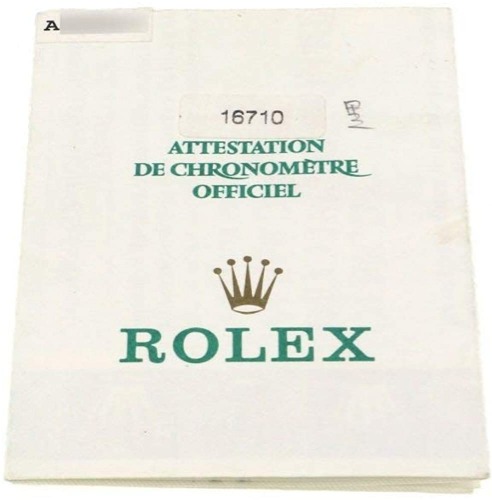 A
16710
ATTESTATION
DE CHRONOMÈTRE
OFFICIEL
ROLEX